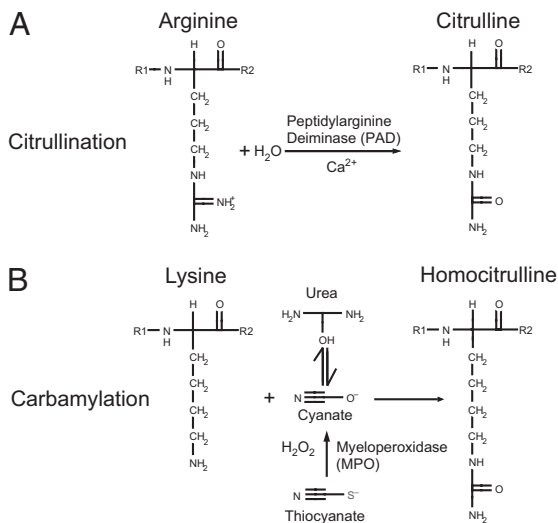 A
Arginine
Citrulline
H
O
R1
N
H
R2
H
O
R1
N
H
R2
CH2
CH2
CH2
NH
NH2+
NH2
CH2
CH2
CH2
NH
O
NH2
Citrullination
+ H2O
Peptidylarginine
Deiminase (PAD)
Ca2+
B
Lysine
Homocitrulline
Urea
H2N
NH2
OH
H
O
R1
N
H
R2
H
O
R1
N
H
R2
CH2
CH2
CH2
CH2
NH2
CH2
CH2
CH2
CH2
NH
O
NH2
Carbamylation
+
N
O−
Cyanate
H2O2
Myeloperoxidase
(MPO)
N
S−
Thiocyanate